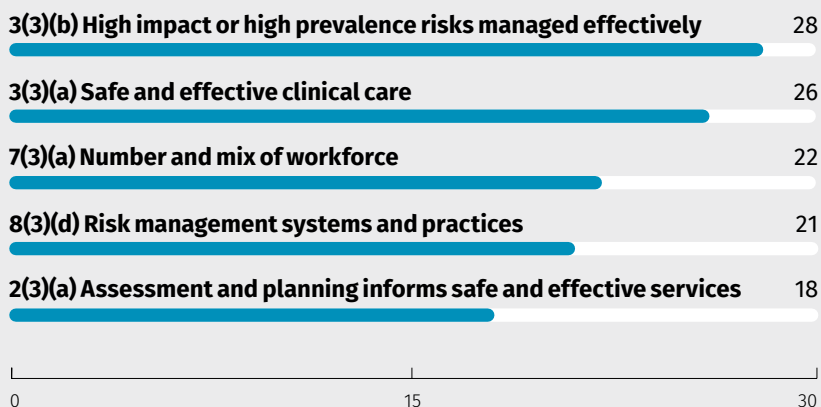 3(3)(b) High impact or high prevalence risks managed effectively 28
3(3)(a) Safe and effective clinical care 26
7(3)(a) Number and mix of workforce 22
8(3)(d) Risk management systems and practices 21
2(3)(a) Assessment and planning informs safe and effective services 18
0 15 30